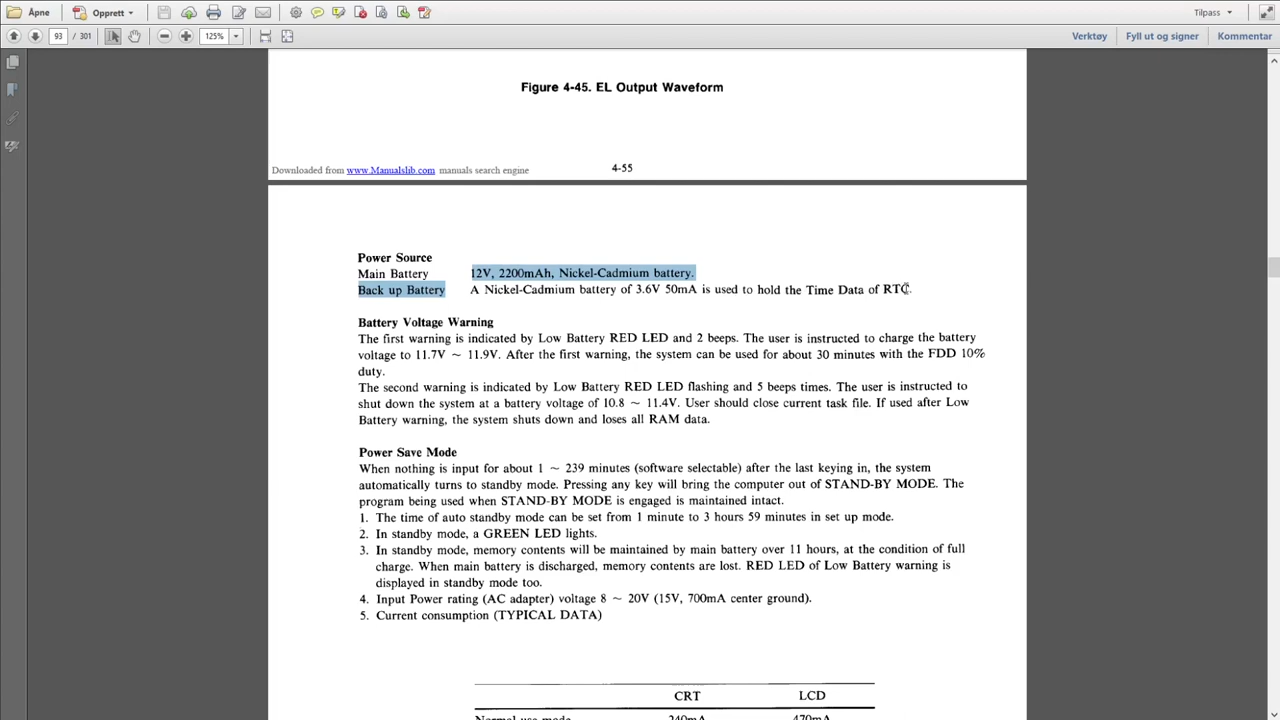 Åpne
Opprett
Tilpass
93 / 301
125%
Verktøy
Fyll ut og signer
Kommentar
Figure 4-45. EL Output Waveform
Downloaded from www.Manualslib.com manuals search engine
4-55
Power Source
Main Battery 12V, 2200mAh, Nickel-Cadmium battery.
Back up Battery A Nickel-Cadmium battery of 3.6V 50mA is used to hold the Time Data of RTC.
Battery Voltage Warning
The first warning is indicated by Low Battery RED LED and 2 beeps. The user is instructed to charge the battery
voltage to 11.7V ~ 11.9V. After the first warning, the system can be used for about 30 minutes with the FDD 10%
duty.
The second warning is indicated by Low Battery RED LED flashing and 5 beeps times. The user is instructed to
shut down the system at a battery voltage of 10.8 ~ 11.4V. User should close current task file. If used after Low
Battery warning, the system shuts down and loses all RAM data.
Power Save Mode
When nothing is input for about 1 ~ 239 minutes (software selectable) after the last keying in, the system
automatically turns to standby mode. Pressing any key will bring the computer out of STAND-BY MODE. The
program being used when STAND-BY MODE is engaged is maintained intact.
1. The time of auto standby mode can be set from 1 minute to 3 hours 59 minutes in set up mode.
2. In standby mode, a GREEN LED lights.
3. In standby mode, memory contents will be maintained by main battery over 11 hours, at the condition of full
charge. When main battery is discharged, memory contents are lost. RED LED of Low Battery warning is
displayed in standby mode too.
4. Input Power rating (AC adapter) voltage 8 ~ 20V (15V, 700mA center ground).
5. Current consumption (TYPICAL DATA)
CRT LCD
Normal use mode 240mA 470mA